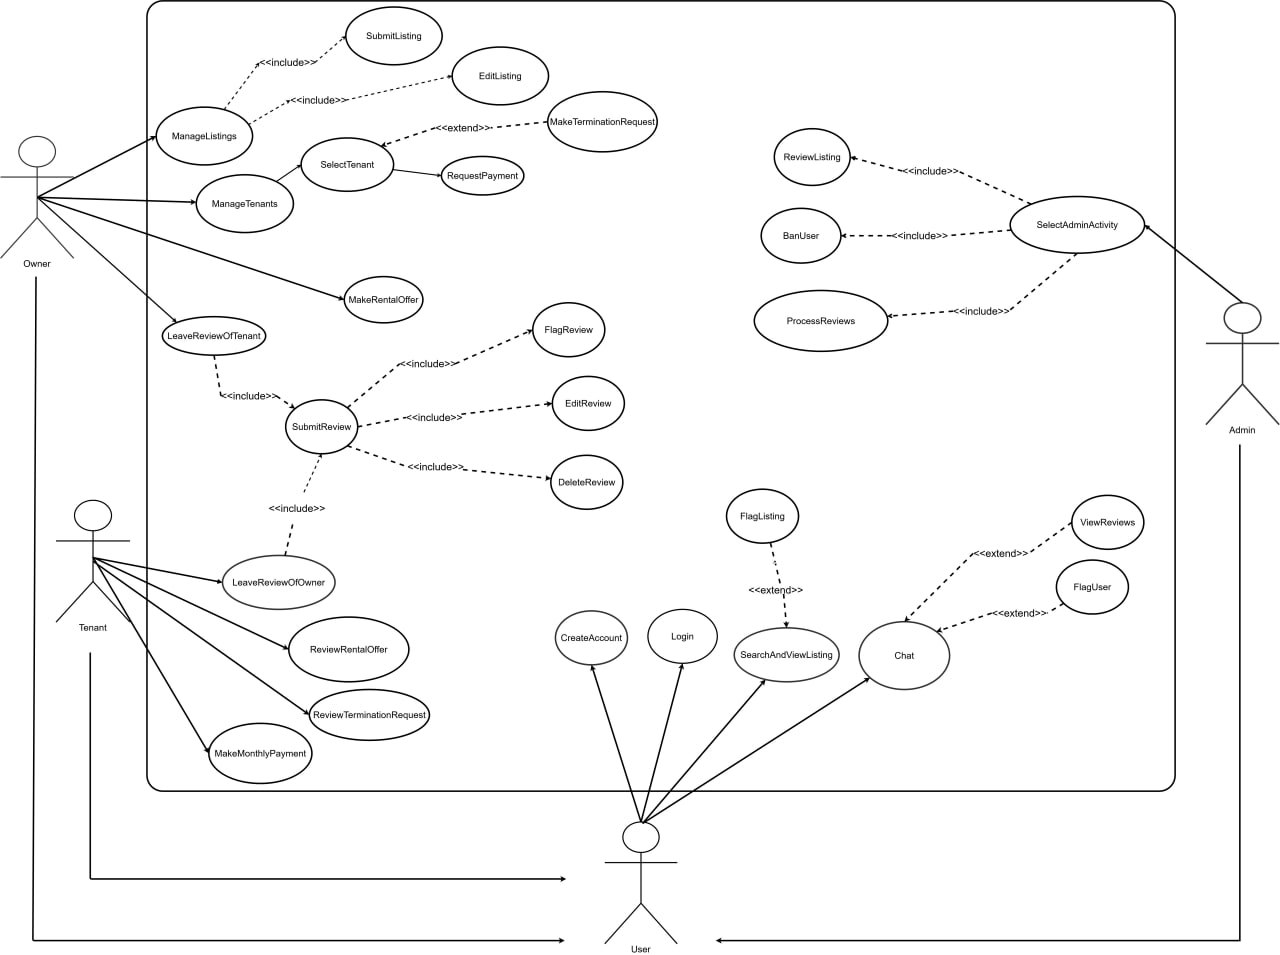 SubmitListing
<<include>>
EditListing
<<include>>
ManageListings
MakeTerminationRequest
<<extend>>
SelectTenant
RequestPayment
ManageTenants
ReviewListing
<<include>>
SelectAdminActivity
BanUser
<<include>>
Owner
MakeRentalOffer
ProcessReviews
<<include>>
LeaveReviewOfTenant
FlagReview
<<include>>
<<include>>
EditReview
<<include>>
SubmitReview
Admin
<<include>>
DeleteReview
<<include>>
FlagListing
ViewReviews
<<extend>>
LeaveReviewOfOwner
FlagUser
<<extend>>
<<extend>>
Tenant
CreateAccount
Login
SearchAndViewListing
Chat
ReviewRentalOffer
ReviewTerminationRequest
MakeMonthlyPayment
User